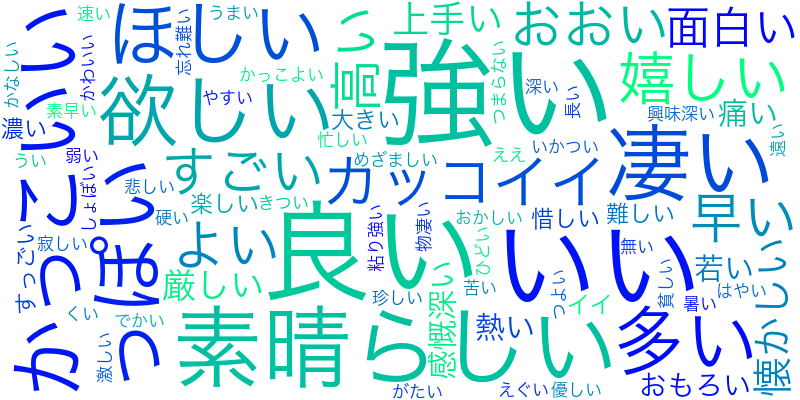 速い
うまい
ほしい
上手い
おおい
面白い
かなしい
かわいい
忘れ難い
かっこよい
高い
つまらない
強い
嬉しい
素早い
欲しい
やすい
深い
長い
興味深い
痛い
濃い
大きい
忙しい
いかつい
遠い
うい
弱い
すごい
めざましい
ええ
凄い
かっこいい
しょぼい
っぽい
悲しい
カッコイイ
楽しい
きつい
硬い
おかしい
惜しい
難しい
早い
すっごい
寂しい
よい
良い
粘り強い
物凄い
ひどい
いい
無い
若い
懐かしい
厳しい
感慨深い
苦い
つよい
貧しい
はやい
くい
でかい
珍しい
熱い
イイ
暑い
多い
激しい
素晴らしい
がたい
えぐい
優しい
おもろい